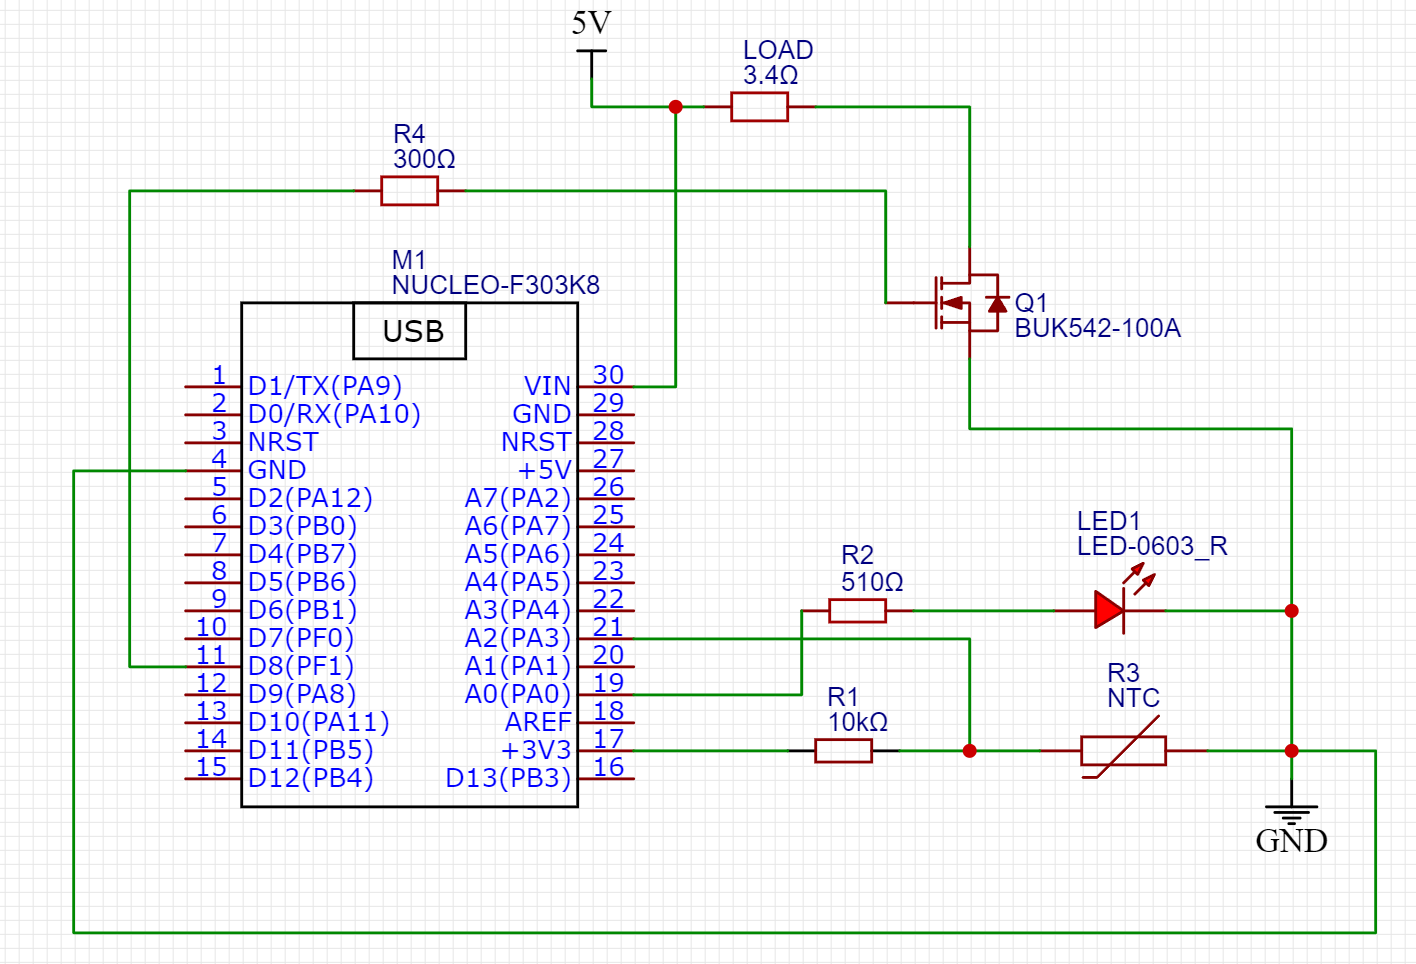 5V
LOAD
3.4Ω
R4
300Ω
M1
NUCLEO-F303K8
USB
Q1
BUK542-100A
1 D1/TX(PA9) VIN 30
2 D0/RX(PA10) GND 29
3 NRST NRST 28
4 GND +5V 27
5 D2(PA12) A7(PA2) 26
6 D3(PB0) A6(PA7) 25
7 D4(PB7) A5(PA6) 24
8 D5(PB6) A4(PA5) 23
9 D6(PB1) A3(PA4) 22
10 D7(PF0) A2(PA3) 21
11 D8(PF1) A1(PA1) 20
12 D9(PA8) A0(PA0) 19
13 D10(PA11) AREF 18
14 D11(PB5) +3V3 17
15 D12(PB4) D13(PB3) 16
LED1
LED-0603_R
R2
510Ω
R3
NTC
R1
10kΩ
GND